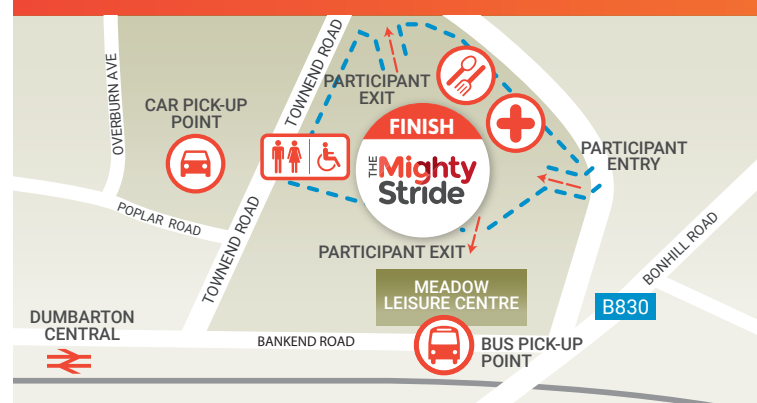 OVERBURN AVE
TOWNEND ROAD
PARTICIPANT
EXIT
CAR PICK-UP
POINT
FINISH
THE
Mighty
Stride
PARTICIPANT
ENTRY
POPLAR ROAD
TOWNEND ROAD
PARTICIPANT EXIT
BONHILL ROAD
MEADOW
LEISURE CENTRE
B830
DUMBARTON
CENTRAL
BANKEND ROAD
BUS PICK-UP
POINT